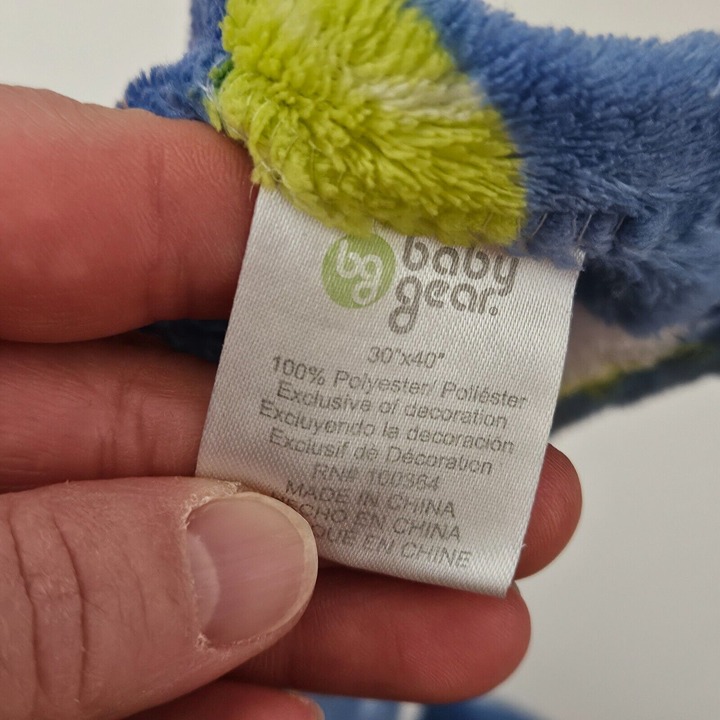 bg baby
gear.
30"x40"
100% Polyester/ Poliéster
Exclusive of decoration
Excluyendo la decoración
Exclusif de Décoration
RN# 100364
MADE IN CHINA
HECHO EN CHINA
EN CHINE